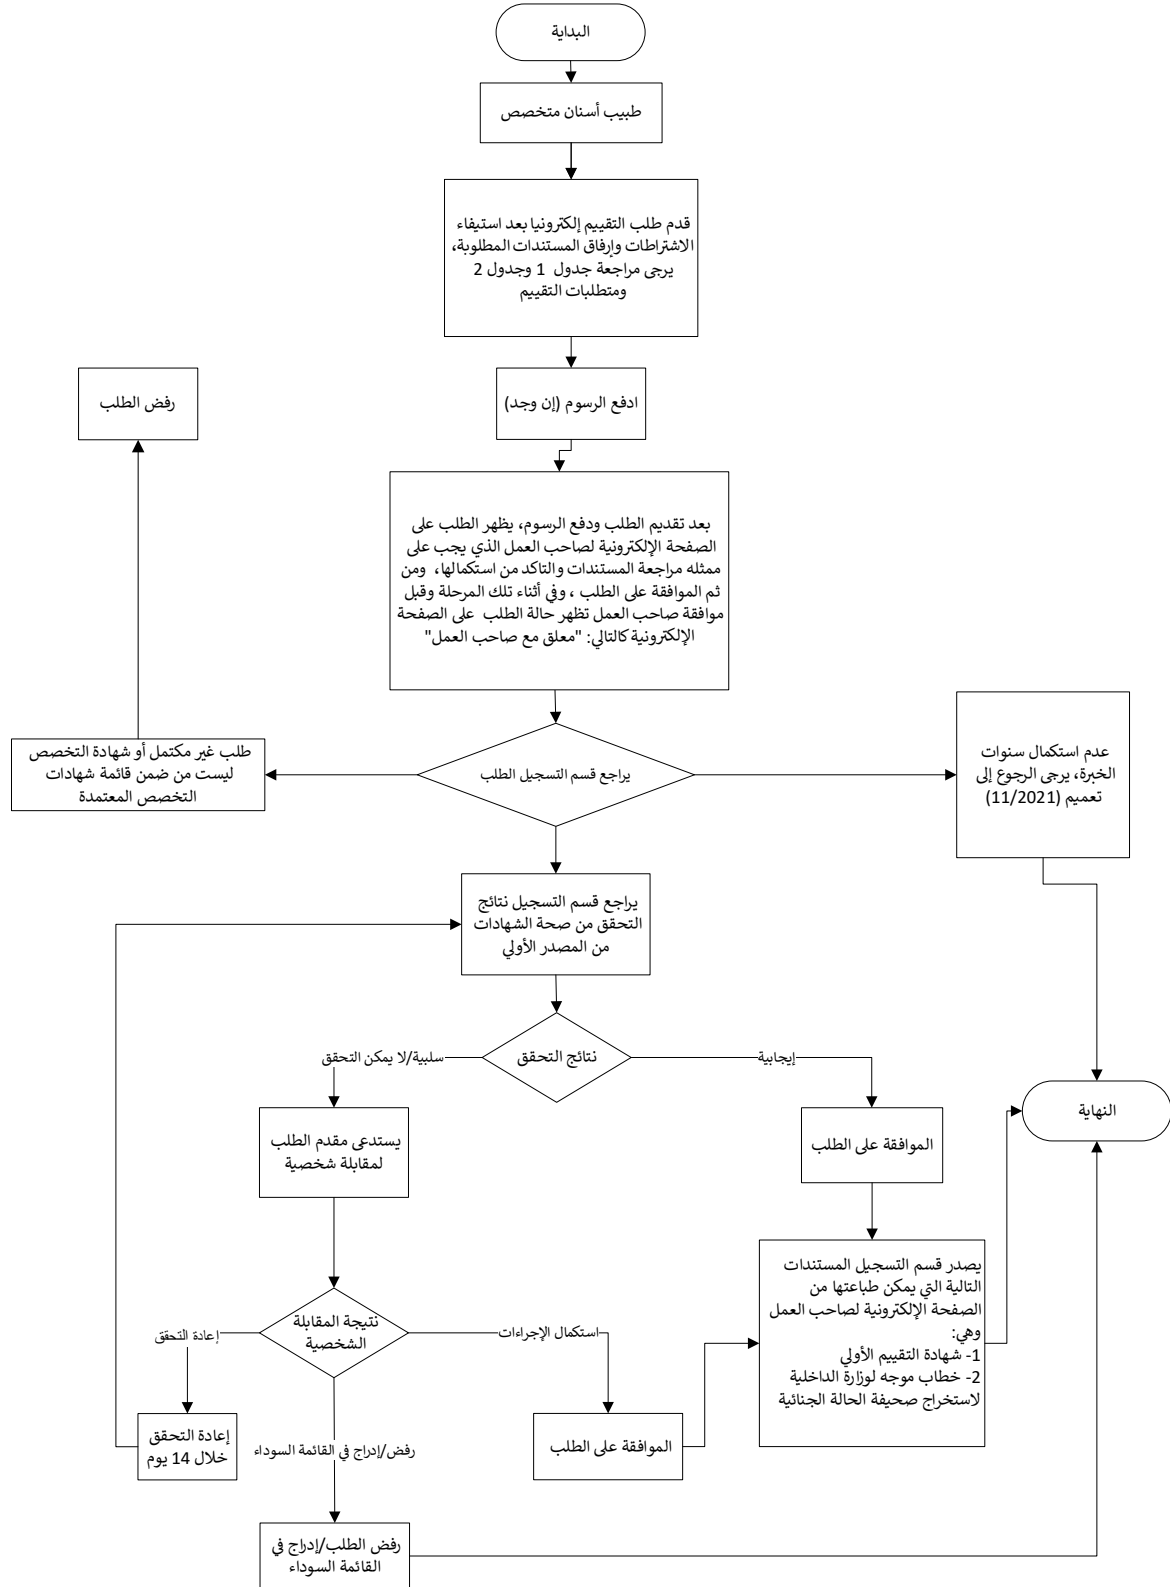 البداية
طبيب أسنان متخصص
قدم طلب التقييم إلكترونيا بعد استيفاء
الاشتراطات وإرفاق المستندات المطلوبة،
يرجى مراجعة جدول 1 وجدول 2
ومتطلبات التقييم
رفض الطلب
ادفع الرسوم (إن وجد)
بعد تقديم الطلب ودفع الرسوم، يظهر الطلب على
الصفحة الإلكترونية لصاحب العمل الذي يجب على
ممثله مراجعة المستندات والتاكد من استكمالها، ومن
ثم الموافقة على الطلب ، وفي أثناء تلك المرحلة وقبل
موافقة صاحب العمل تظهر حالة الطلب على الصفحة
الإلكترونية كالتالي: "معلق مع صاحب العمل"
عدم استكمال سنوات
الخبرة، يرجى الرجوع إلى
تعميم (11/2021)
يراجع قسم التسجيل الطلب
طلب غير مكتمل أو شهادة التخصص
ليست من ضمن قائمة شهادات
التخصص المعتمدة
يراجع قسم التسجيل نتائج
التحقق من صحة الشهادات
من المصدر الأولي
إيجابية
نتائج التحقق
سلبية/لا يمكن التحقق
النهاية
الموافقة على الطلب
يستدعى مقدم الطلب
لمقابلة شخصية
يصدر قسم التسجيل المستندات
التالية التي يمكن طباعتها من
الصفحة الإلكترونية لصاحب العمل
وهي:
1- شهادة التقييم الأولي
2- خطاب موجه لوزارة الداخلية
لاستخراج صحيفة الحالة الجنائية
استكمال الإجراءات
نتيجة المقابلة
الشخصية
إعادة التحقق
الموافقة على الطلب
رفض/إدراج في القائمة السوداء
إعادة التحقق
خلال 14 يوم
رفض الطلب/إدراج في
القائمة السوداء